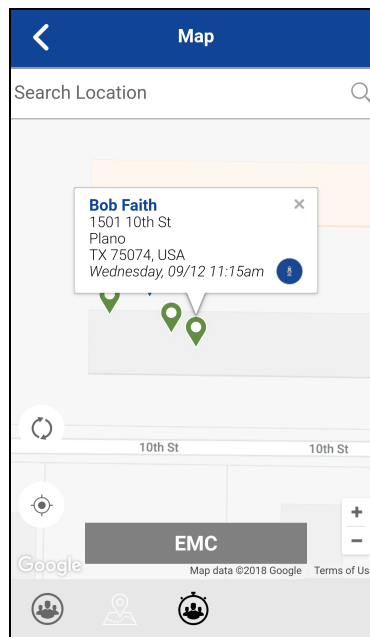 Map
Search Location
Bob Faith
1501 10th St
Plano
TX 75074, USA
Wednesday, 09/12 11:15am
10th St
10th St
+
−
EMC
Google
Map data ©2018 Google
Terms of Us